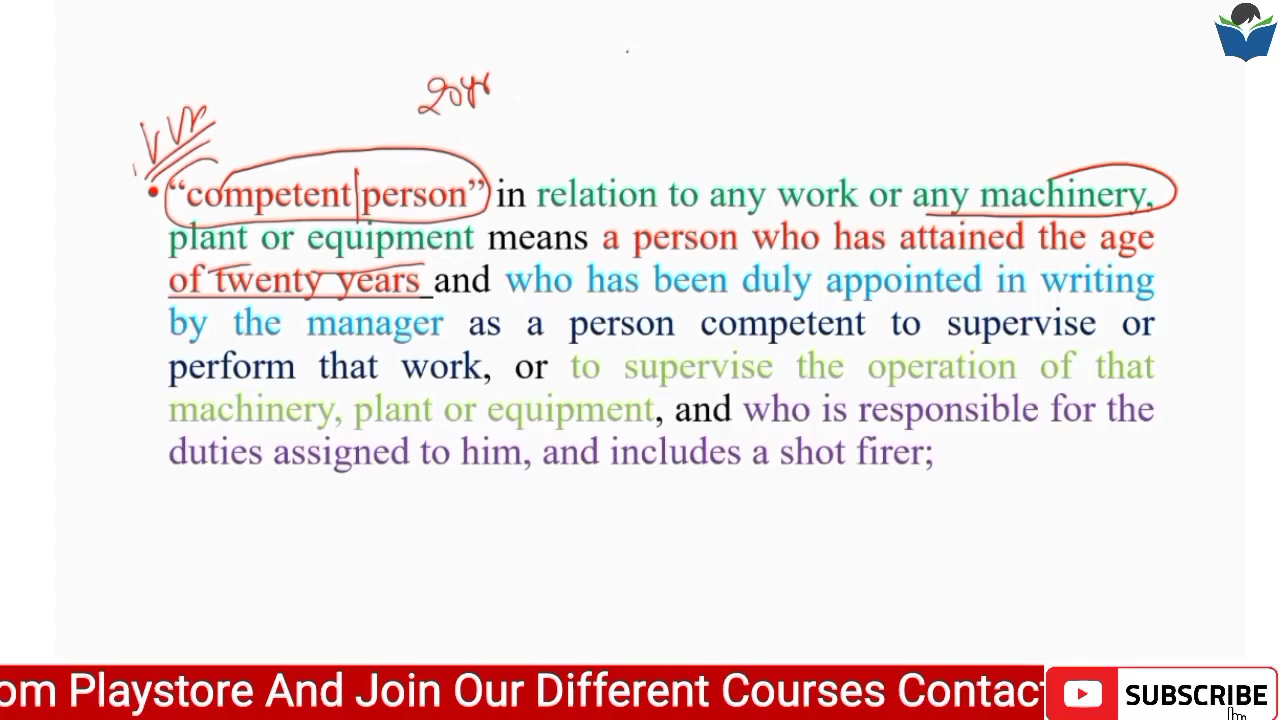 20yr
• “competent person” in relation to any work or any machinery,
plant or equipment means a person who has attained the age
of twenty years and who has been duly appointed in writing
by the manager as a person competent to supervise or
perform that work, or to supervise the operation of that
machinery, plant or equipment, and who is responsible for the
duties assigned to him, and includes a shot firer;
om Playstore And Join Our Different Courses Contact
SUBSCRIBE